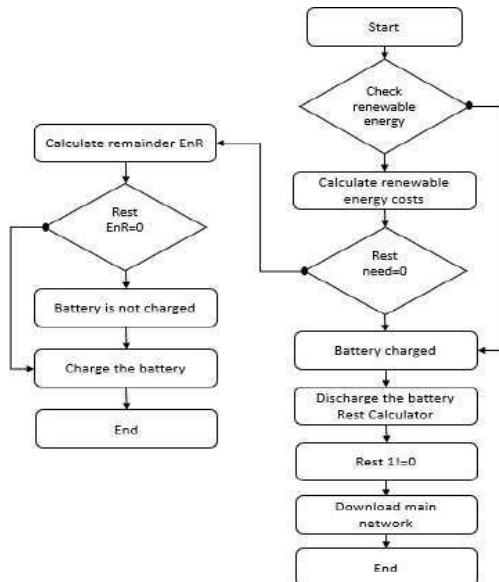 Start
Check
renewable
energy
Calculate renewable
energy costs
Rest
need=0
Battery charged
Discharge the battery
Rest Calculator
Rest 1!=0
Download main
network
End
Calculate remainder EnR
Rest
EnR=0
Battery is not charged
Charge the battery
End